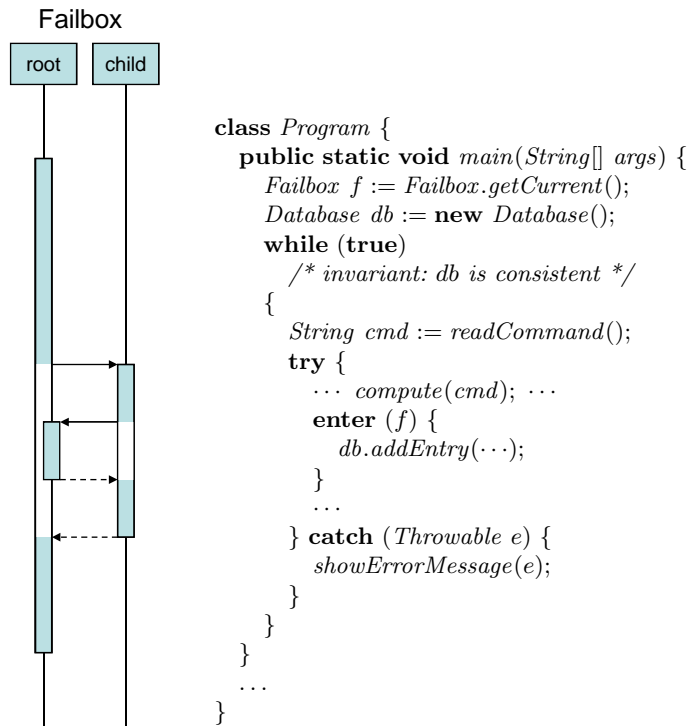 Failbox
root
child
class Program {
public static void main(String[] args) {
Failbox f := Failbox.getCurrent();
Database db := new Database();
while (true)
/* invariant: db is consistent */
{
String cmd := readCommand();
try {
··· compute(cmd); ···
enter (f) {
db.addEntry(···);
}
...
} catch (Throwable e) {
showErrorMessage(e);
}
}
}
...
}